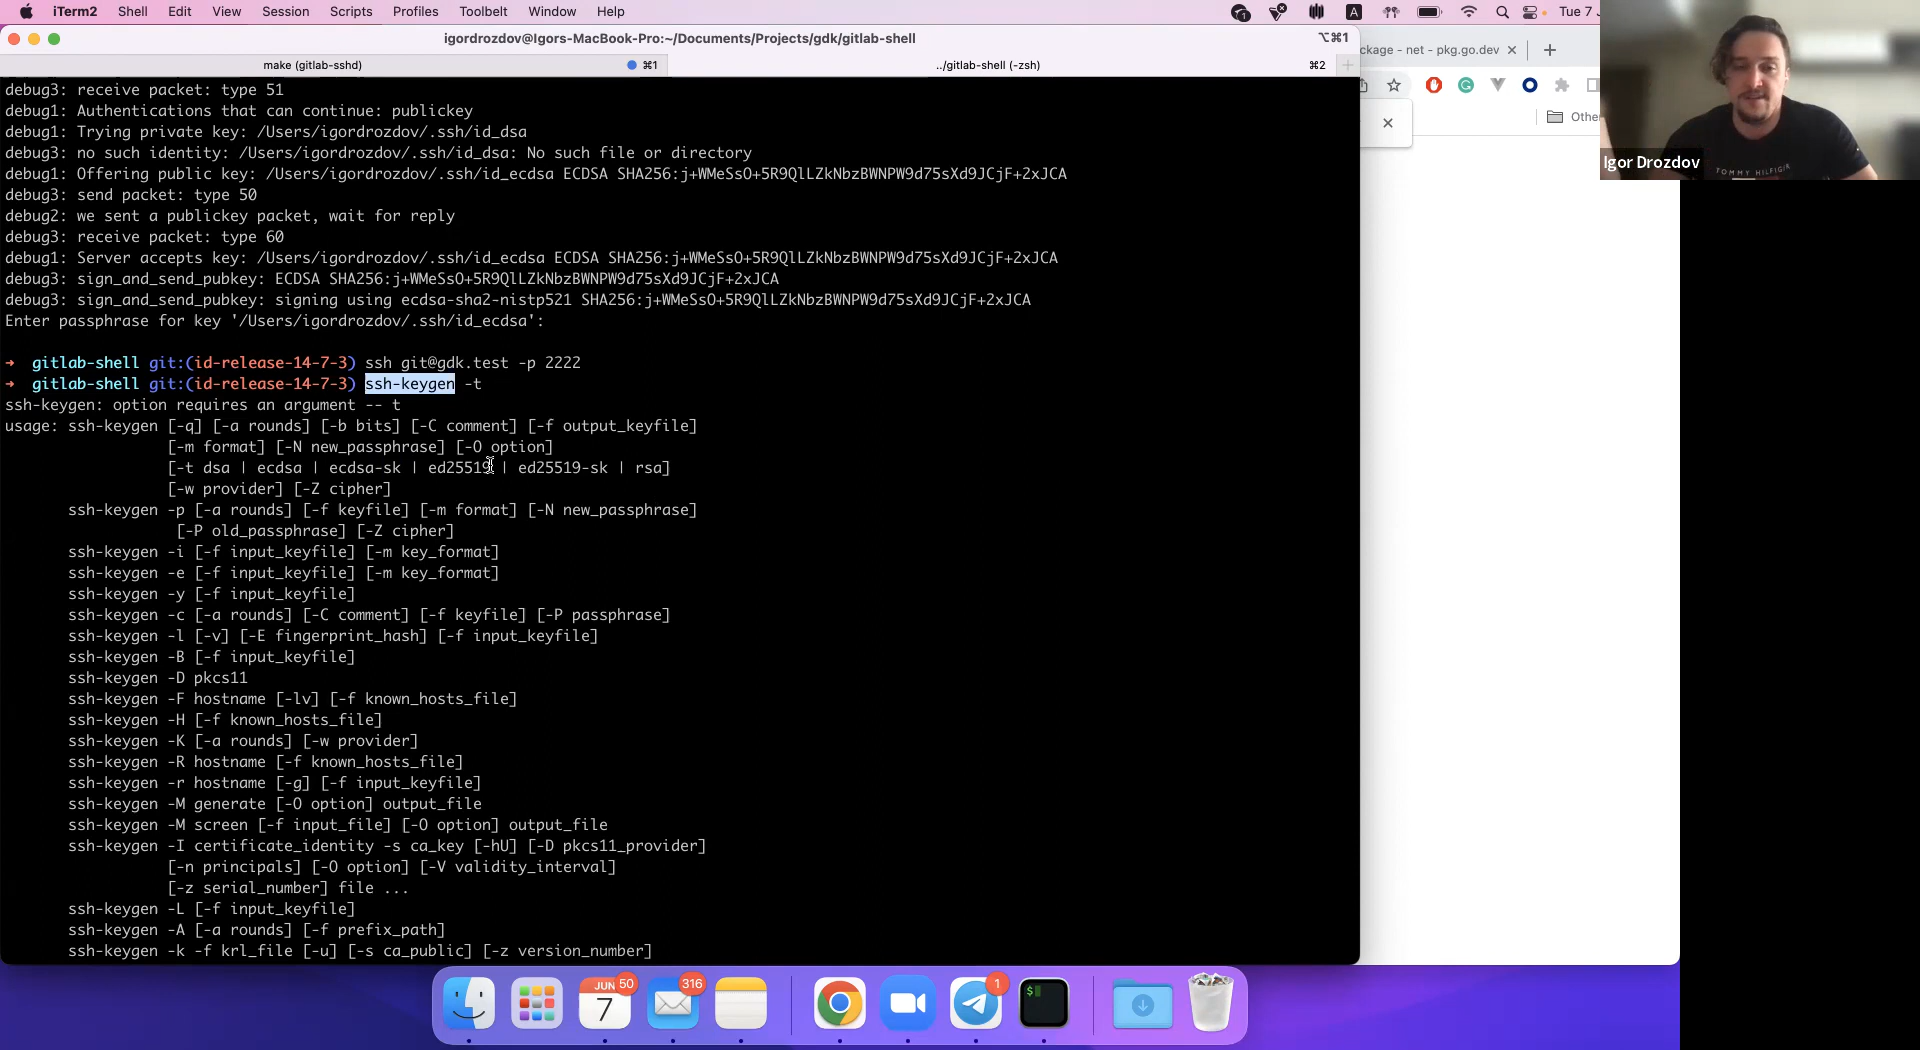 iTerm2 Shell Edit View Session Scripts Profiles Toolbelt Window Help
1 A Tue 7
igordrozdov@Igors-MacBook-Pro:~/Documents/Projects/gdk/gitlab-shell
⌥⌘1
make (gitlab-sshd) ⌘1
../gitlab-shell (-zsh) ⌘2
ckage - net - pkg.go.dev
Other
debug3: receive packet: type 51
debug1: Authentications that can continue: publickey
debug1: Trying private key: /Users/igordrozdov/.ssh/id_dsa
debug3: no such identity: /Users/igordrozdov/.ssh/id_dsa: No such file or directory
debug1: Offering public key: /Users/igordrozdov/.ssh/id_ecdsa ECDSA SHA256:j+WMeSsO+5R9QlLZkNbzBWNPW9d75sXd9JCjF+2xJCA
debug3: send packet: type 50
debug2: we sent a publickey packet, wait for reply
debug3: receive packet: type 60
debug1: Server accepts key: /Users/igordrozdov/.ssh/id_ecdsa ECDSA SHA256:j+WMeSsO+5R9QlLZkNbzBWNPW9d75sXd9JCjF+2xJCA
debug3: sign_and_send_pubkey: ECDSA SHA256:j+WMeSsO+5R9QlLZkNbzBWNPW9d75sXd9JCjF+2xJCA
debug3: sign_and_send_pubkey: signing using ecdsa-sha2-nistp521 SHA256:j+WMeSsO+5R9QlLZkNbzBWNPW9d75sXd9JCjF+2xJCA
Enter passphrase for key '/Users/igordrozdov/.ssh/id_ecdsa':
➜ gitlab-shell git:(id-release-14-7-3) ssh git@gdk.test -p 2222
➜ gitlab-shell git:(id-release-14-7-3) ssh-keygen -t
ssh-keygen: option requires an argument -- t
usage: ssh-keygen [-q] [-a rounds] [-b bits] [-C comment] [-f output_keyfile]
[-m format] [-N new_passphrase] [-O option]
[-t dsa | ecdsa | ecdsa-sk | ed25519 | ed25519-sk | rsa]
[-w provider] [-Z cipher]
ssh-keygen -p [-a rounds] [-f keyfile] [-m format] [-N new_passphrase]
[-P old_passphrase] [-Z cipher]
ssh-keygen -i [-f input_keyfile] [-m key_format]
ssh-keygen -e [-f input_keyfile] [-m key_format]
ssh-keygen -y [-f input_keyfile]
ssh-keygen -c [-a rounds] [-C comment] [-f keyfile] [-P passphrase]
ssh-keygen -l [-v] [-E fingerprint_hash] [-f input_keyfile]
ssh-keygen -B [-f input_keyfile]
ssh-keygen -D pkcs11
ssh-keygen -F hostname [-lv] [-f known_hosts_file]
ssh-keygen -H [-f known_hosts_file]
ssh-keygen -K [-a rounds] [-w provider]
ssh-keygen -R hostname [-f known_hosts_file]
ssh-keygen -r hostname [-g] [-f input_keyfile]
ssh-keygen -M generate [-O option] output_file
ssh-keygen -M screen [-f input_file] [-O option] output_file
ssh-keygen -I certificate_identity -s ca_key [-hU] [-D pkcs11_provider]
[-n principals] [-O option] [-V validity_interval]
[-z serial_number] file ...
ssh-keygen -L [-f input_keyfile]
ssh-keygen -A [-a rounds] [-f prefix_path]
ssh-keygen -k -f krl_file [-u] [-s ca_public] [-z version_number]
Igor Drozdov
TOMMY HILFIGER
JUN 50
7
316
1
$